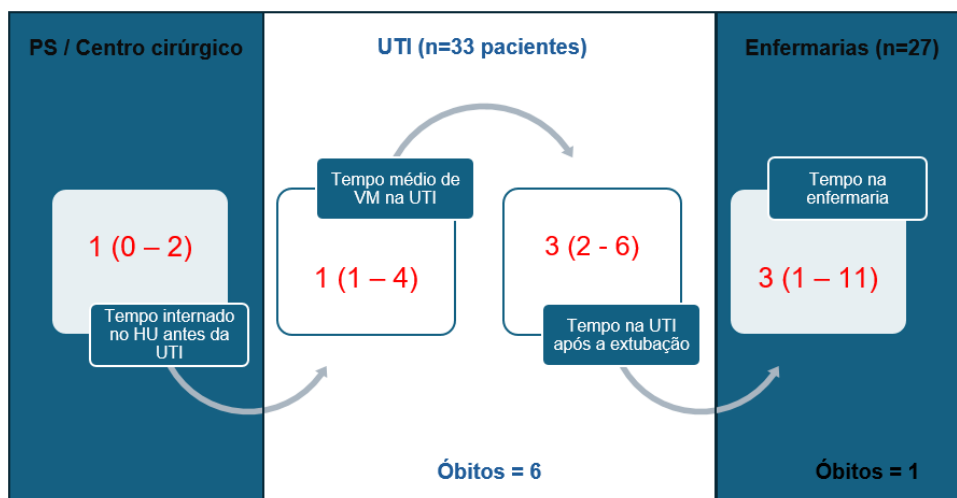 PS / Centro cirúrgico
UTI (n=33 pacientes)
Enfermarias (n=27)
1 (0 – 2)
Tempo internado
no HU antes da
UTI
Tempo médio de
VM na UTI
1 (1 – 4)
3 (2 - 6)
Tempo na UTI
após a extubação
Tempo na
enfermaria
3 (1 – 11)
Óbitos = 6
Óbitos = 1